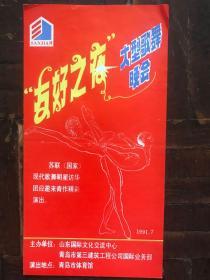 SANJIAN
“友好之夜”
大型歌舞
晚会
苏联（国家）
现代歌舞明星访华
团应邀来青作精彩
演出。
1991.7
主办单位：山东国际文化交流中心
青岛市第三建筑工程公司国际业务部
演出地点：青岛市体育馆